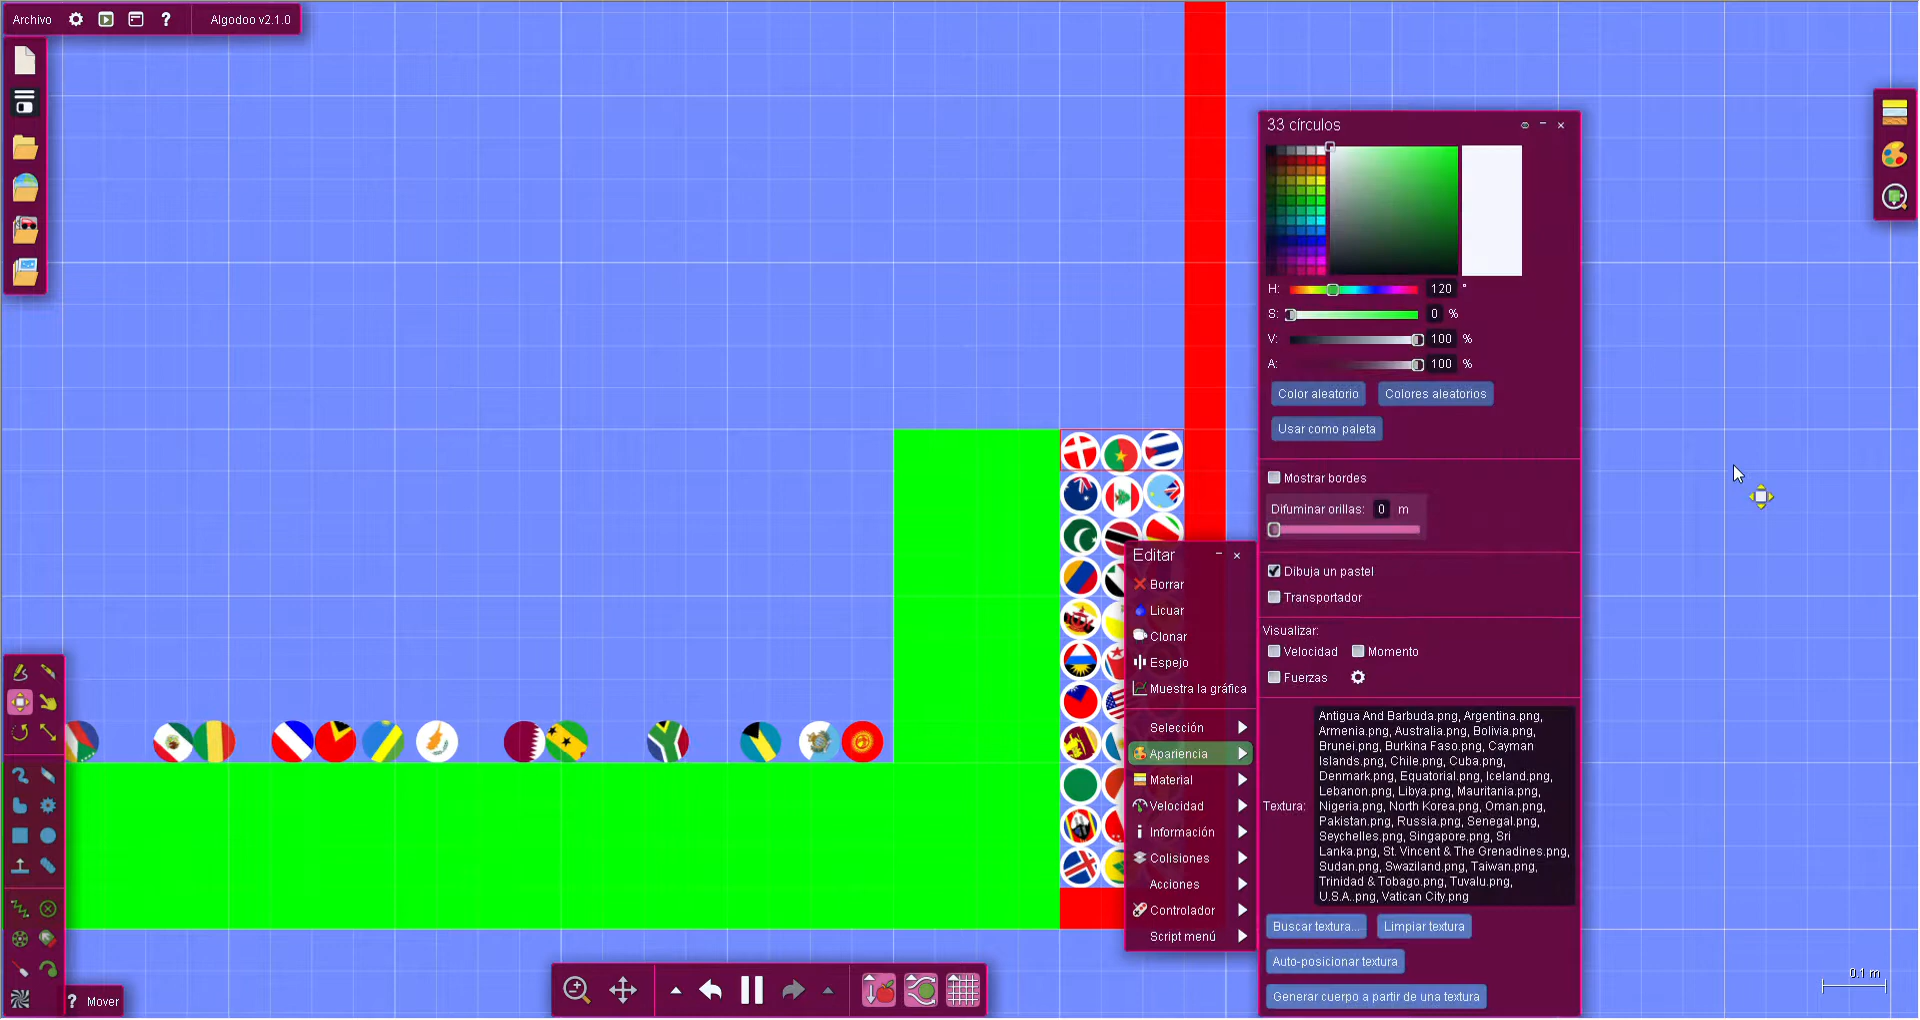 Archivo
?
Algodoo v2.1.0
33 círculos
H: 120 °
S: 0 %
V: 100 %
A: 100 %
Color aleatorio
Colores aleatorios
Usar como paleta
Mostrar bordes
Difuminar orillas: 0 m
Dibuja un pastel
Transportador
Visualizar:
Velocidad
Momento
Fuerzas
Textura:
Antigua And Barbuda.png, Argentina.png,
Armenia.png, Australia.png, Bolivia.png,
Brunei.png, Burkina Faso.png, Cayman
Islands.png, Chile.png, Cuba.png,
Denmark.png, Equatorial.png, Iceland.png,
Lebanon.png, Libya.png, Mauritania.png,
Nigeria.png, North Korea.png, Oman.png,
Pakistan.png, Russia.png, Senegal.png,
Seychelles.png, Singapore.png, Sri
Lanka.png, St. Vincent & The Grenadines.png,
Sudan.png, Swaziland.png, Taiwan.png,
Trinidad & Tobago.png, Tuvalu.png,
U.S.A..png, Vatican City.png
Buscar textura...
Limpiar textura
Auto-posicionar textura
Generar cuerpo a partir de una textura
Editar
Borrar
Licuar
Clonar
Espejo
Muestra la gráfica
Selección
Apariencia
Material
Velocidad
Información
Colisiones
Acciones
Controlador
Script menú
? Mover
0.1 m